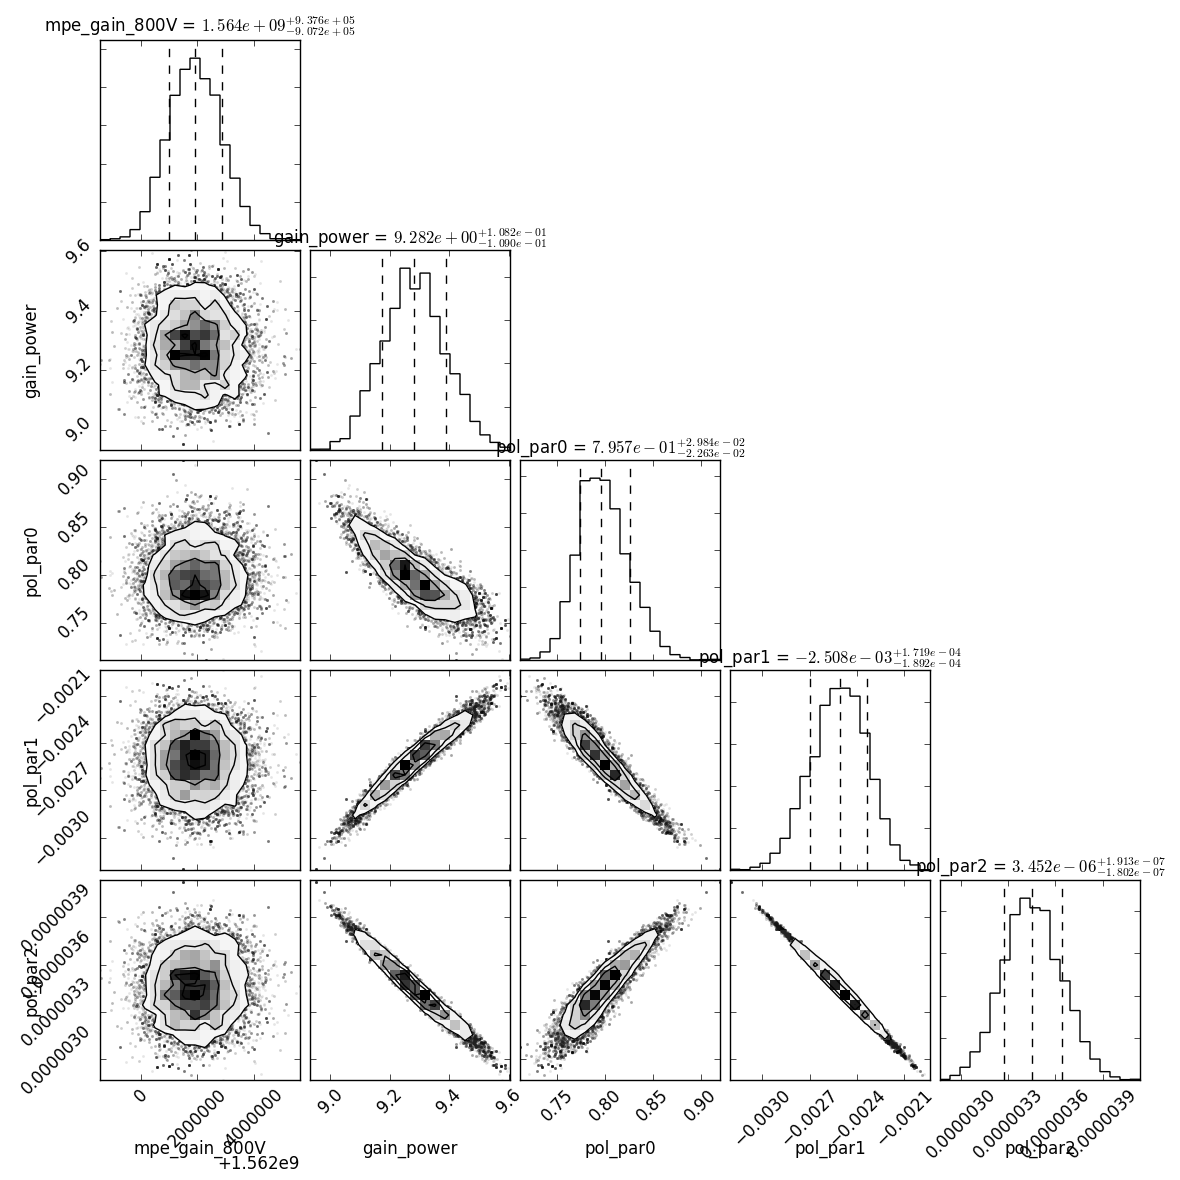 mpe_gain_800V = 1.564e+09 +9.376e+05 −9.072e+05
gain_power = 9.282e+00 +1.082e−01 −1.090e−01
pol_par0 = 7.957e−01 +2.984e−02 −2.263e−02
pol_par1 = −2.508e−03 +1.719e−04 −1.892e−04
pol_par2 = 3.452e−06 +1.913e−07 −1.802e−07
gain_power
9.6
9.4
9.2
9.0
pol_par0
0.90
0.85
0.80
0.75
pol_par1
−0.0021
−0.0024
−0.0027
−0.0030
pol_par2
0.0000039
0.0000036
0.0000033
0.0000030
0 2000000 4000000
mpe_gain_800V
+1.562e9
9.0 9.2 9.4 9.6
gain_power
0.75 0.80 0.85 0.90
pol_par0
−0.0030 −0.0027 −0.0024 −0.0021
pol_par1
0.0000030 0.0000033 0.0000036 0.0000039
pol_par2